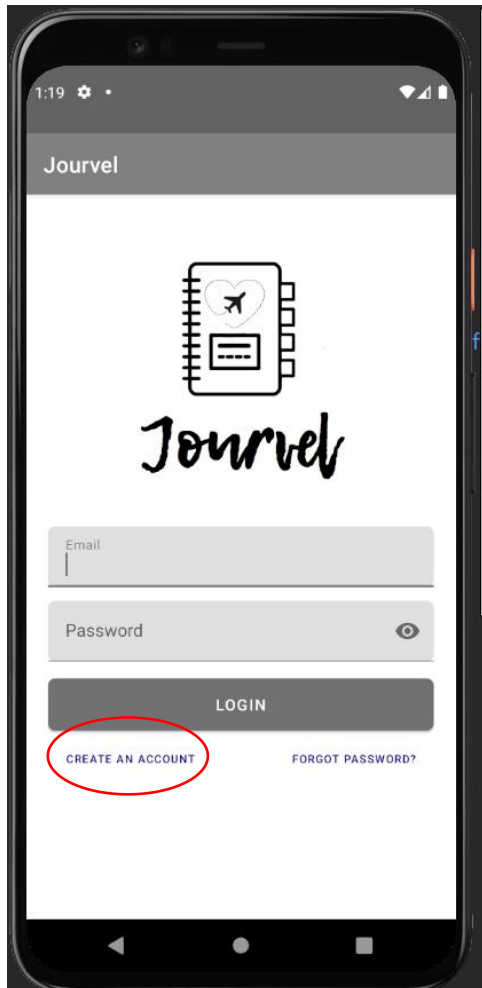 1:19
Jourvel
Jourvel
Email
Password
LOGIN
CREATE AN ACCOUNT FORGOT PASSWORD?
f